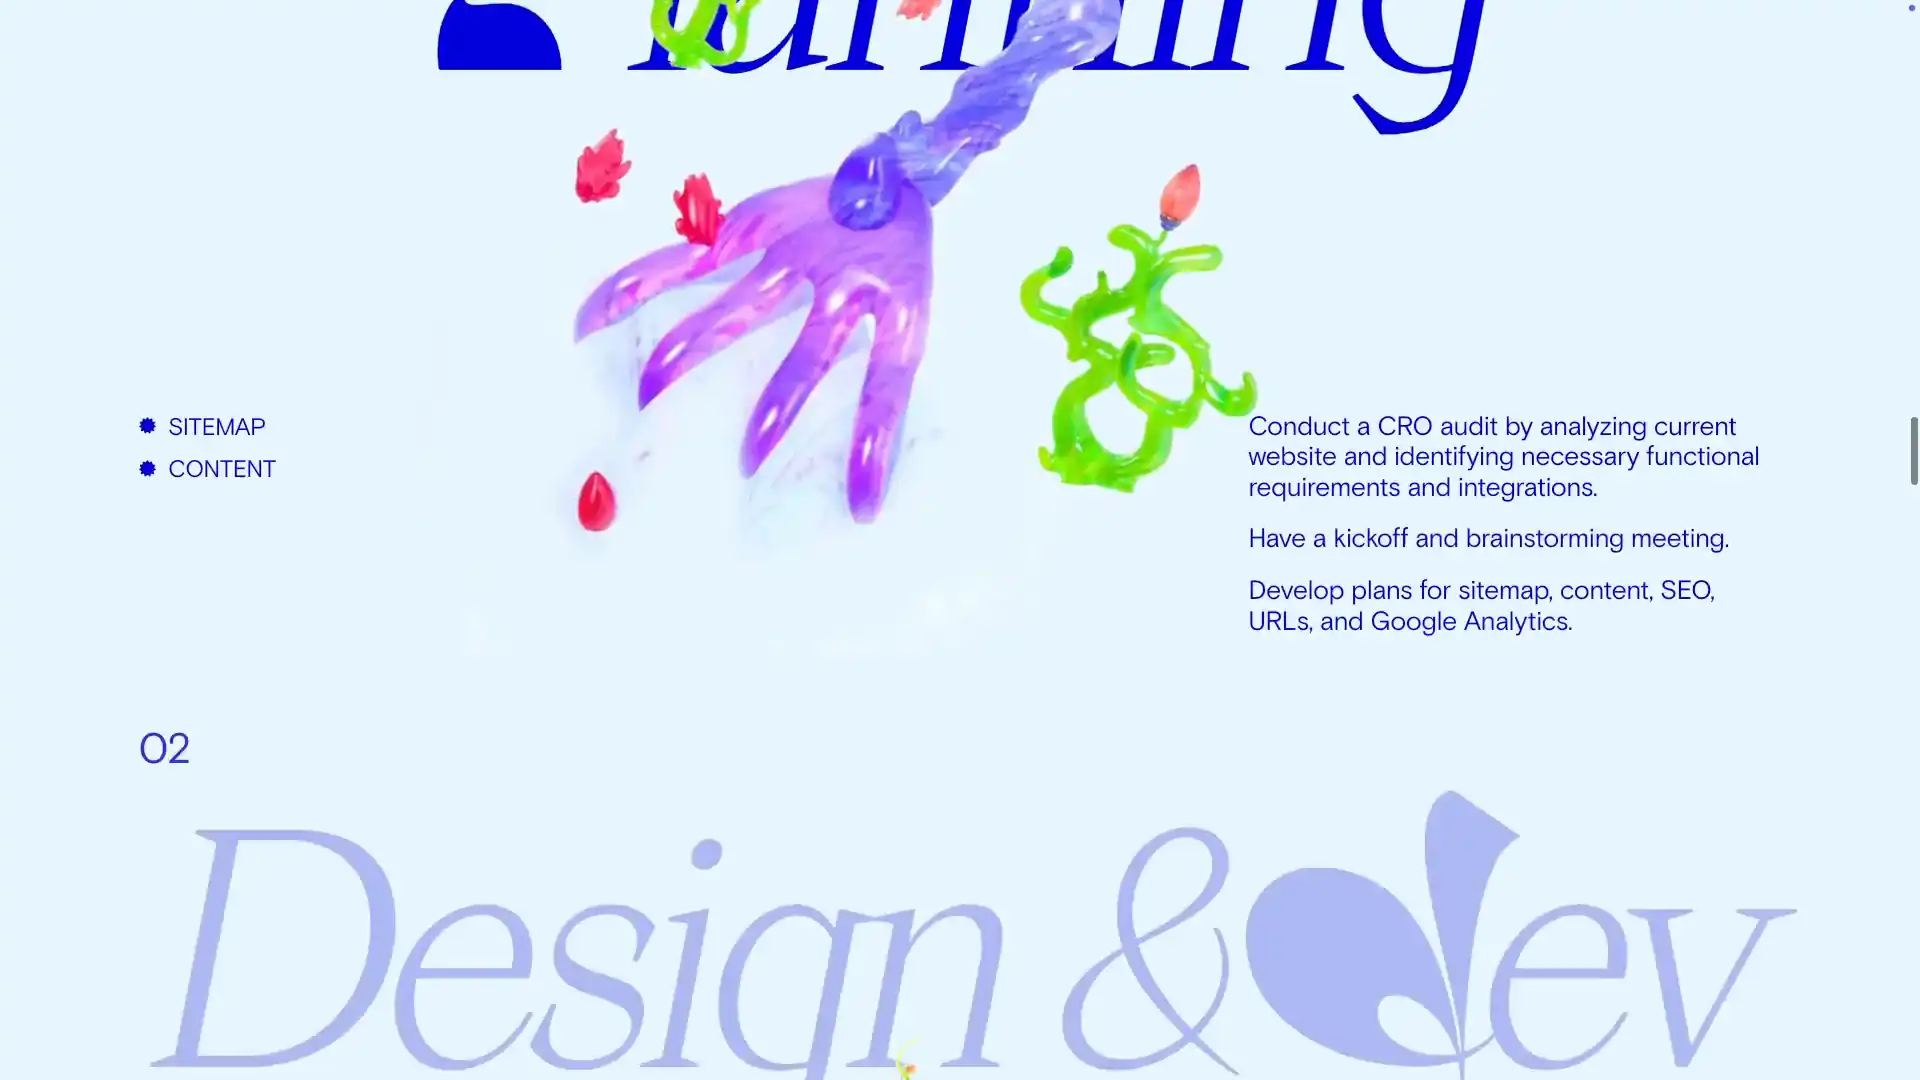 SITEMAP
CONTENT
Conduct a CRO audit by analyzing current
website and identifying necessary functional
requirements and integrations.
Have a kickoff and brainstorming meeting.
Develop plans for sitemap, content, SEO,
URLs, and Google Analytics.
02
Design & dev